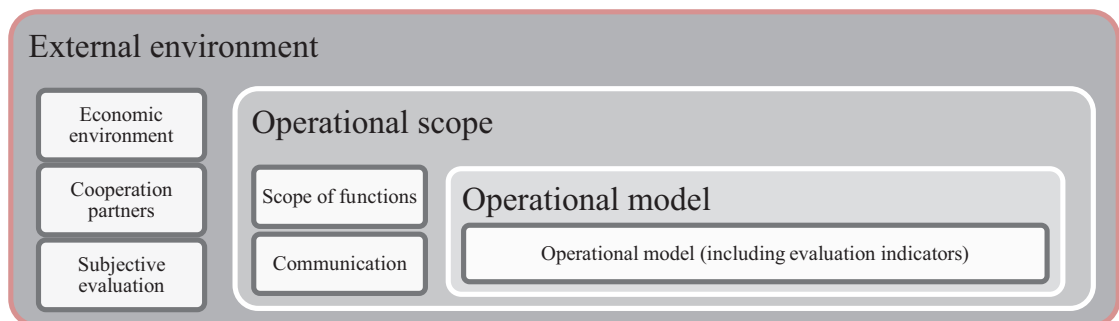 External environment
Economic
environment
Cooperation
partners
Subjective
evaluation
Operational scope
Scope of functions
Communication
Operational model
Operational model (including evaluation indicators)